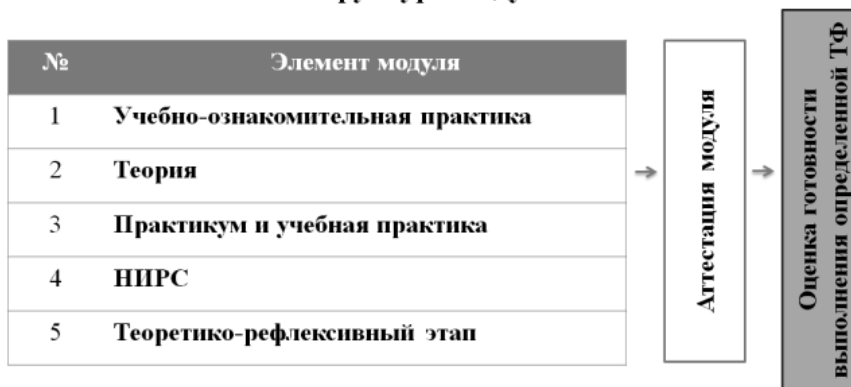 № Элемент модуля
1 Учебно-ознакомительная практика
2 Теория
3 Практикум и учебная практика
4 НИРС
5 Теоретико-рефлексивный этап
Аттестация модуля
Оценка готовности
выполнения определенной ТФ